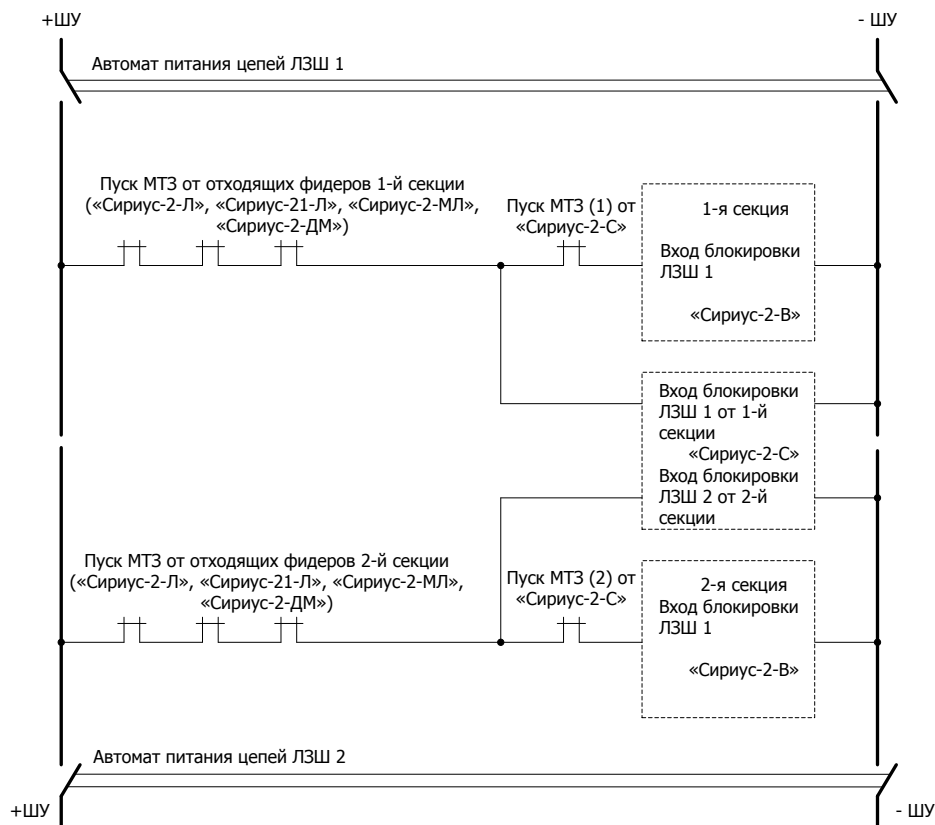 +ШУ
- ШУ
Автомат питания цепей ЛЗШ 1
Пуск МТЗ от отходящих фидеров 1-й секции
(«Сириус-2-Л», «Сириус-21-Л», «Сириус-2-МЛ»,
«Сириус-2-ДМ»)
Пуск МТЗ (1) от
«Сириус-2-С»
1-я секция
Вход блокировки
ЛЗШ 1
«Сириус-2-В»
Вход блокировки
ЛЗШ 1 от 1-й
секции
«Сириус-2-С»
Вход блокировки
ЛЗШ 2 от 2-й
секции
Пуск МТЗ от отходящих фидеров 2-й секции
(«Сириус-2-Л», «Сириус-21-Л», «Сириус-2-МЛ»,
«Сириус-2-ДМ»)
Пуск МТЗ (2) от
«Сириус-2-С»
2-я секция
Вход блокировки
ЛЗШ 1
«Сириус-2-В»
Автомат питания цепей ЛЗШ 2
+ШУ
- ШУ